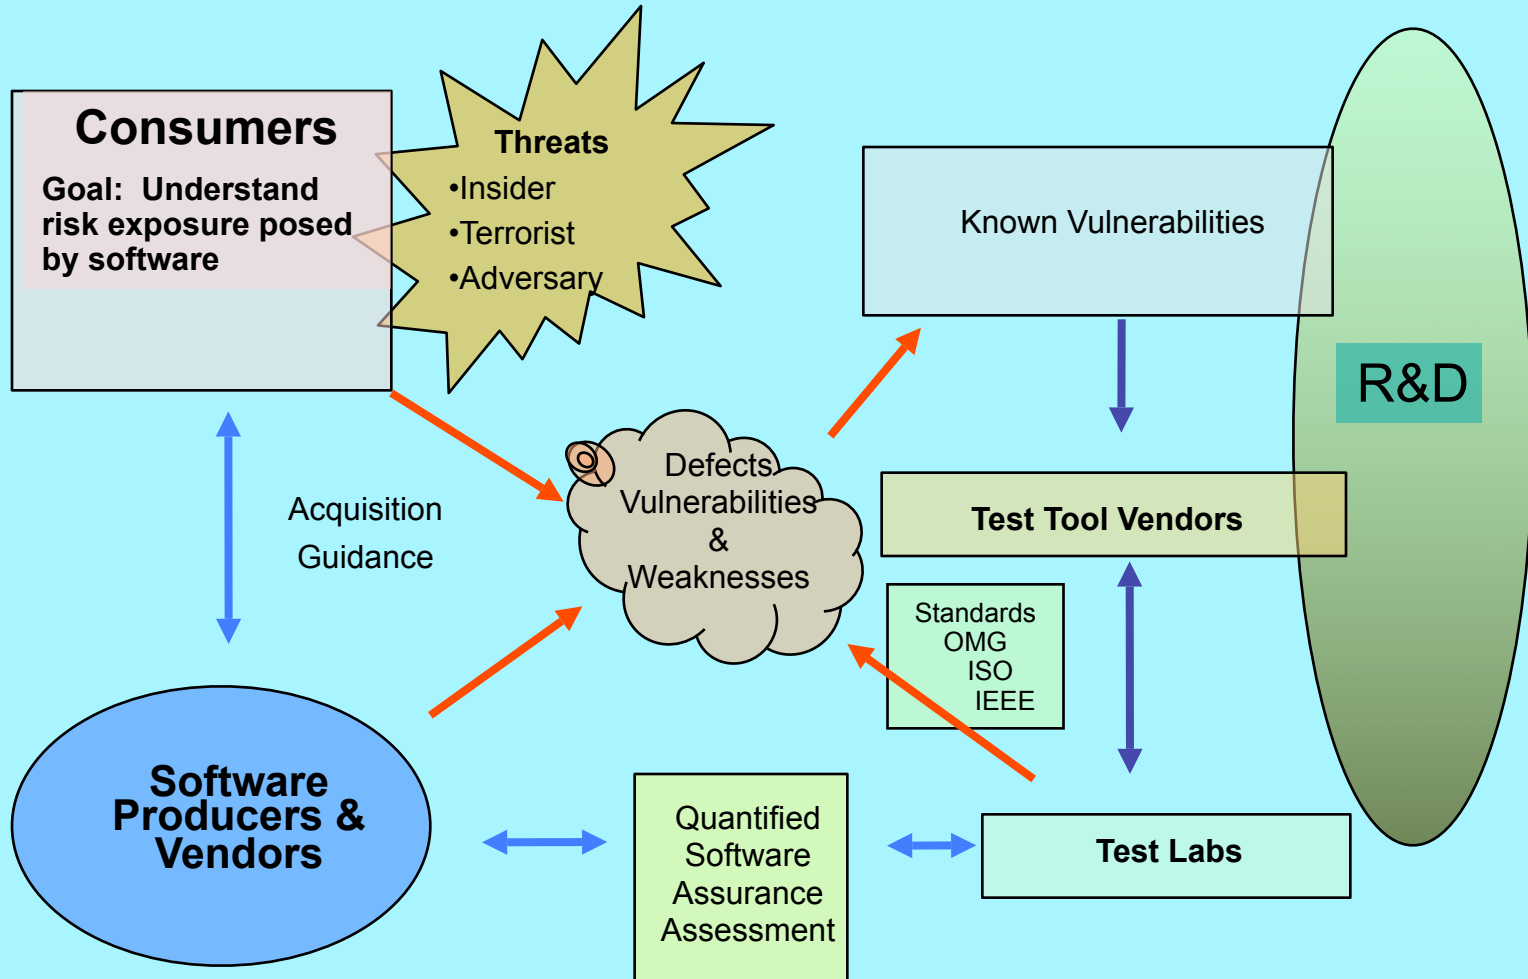 Consumers
Goal:  Understand
risk exposure posed
by software
Threats
•Insider
•Terrorist
•Adversary
Known Vulnerabilities
R&D
Defects
Vulnerabilities
&
Weaknesses
Test Tool Vendors
Acquisition
Guidance
Standards
OMG
ISO
IEEE
Software
Producers &
Vendors
Quantified
Software
Assurance
Assessment
Test Labs